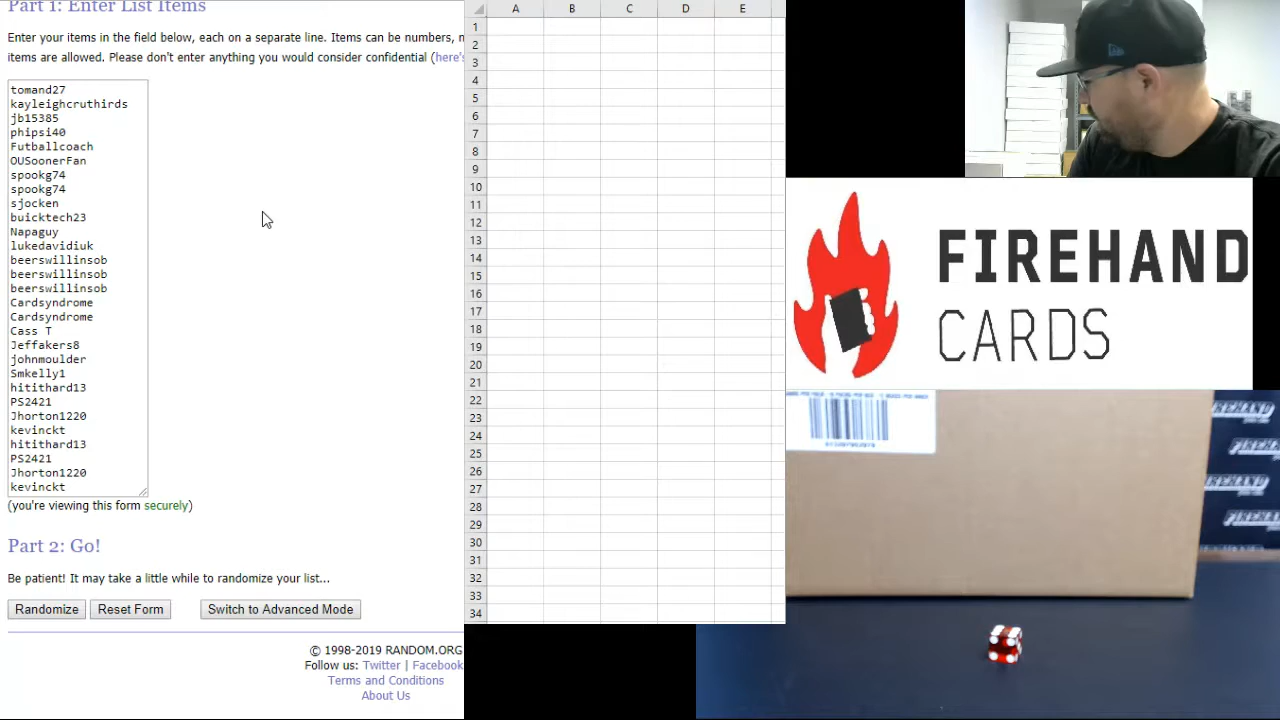 Part 1: Enter List Items
Enter your items in the field below, each on a separate line. Items can be numbers,
items are allowed. Please don't enter anything you would consider confidential (here's
tomand27
kayleighcruthirds
jb15385
phipsi40
Futballcoach
OUSoonerFan
spookg74
spookg74
sjocken
buicktech23
Napaguy
lukedavidiuk
beerswillinsob
beerswillinsob
beerswillinsob
Cardsyndrome
Cardsyndrome
Cass T
Jeffakers8
johnmoulder
Smkelly1
hitithard13
PS2421
Jhorton1220
kevinckt
hitithard13
PS2421
Jhorton1220
kevinckt
(you're viewing this form securely)
Part 2: Go!
Be patient! It may take a little while to randomize your list...
Randomize Reset Form Switch to Advanced Mode
© 1998-2019 RANDOM.ORG
Follow us: Twitter | Facebook
Terms and Conditions
About Us
A B C D E
1
2
3
4
5
6
7
8
9
10
11
12
13
14
15
16
17
18
19
20
21
22
23
24
25
26
27
28
29
30
31
32
33
34
FIREHAND
CARDS
FIREHAND
FIREHAND
FIREHAND
FIREHAND